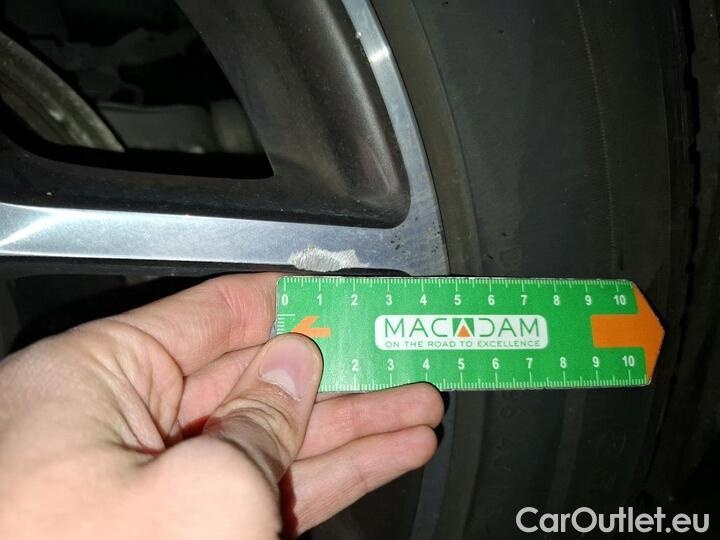 0 1 2 3 4 5 6 7 8 9 10
MACADAM
ON THE ROAD TO EXCELLENCE
2 3 4 5 6 7 8 9 10
CarOutlet.eu